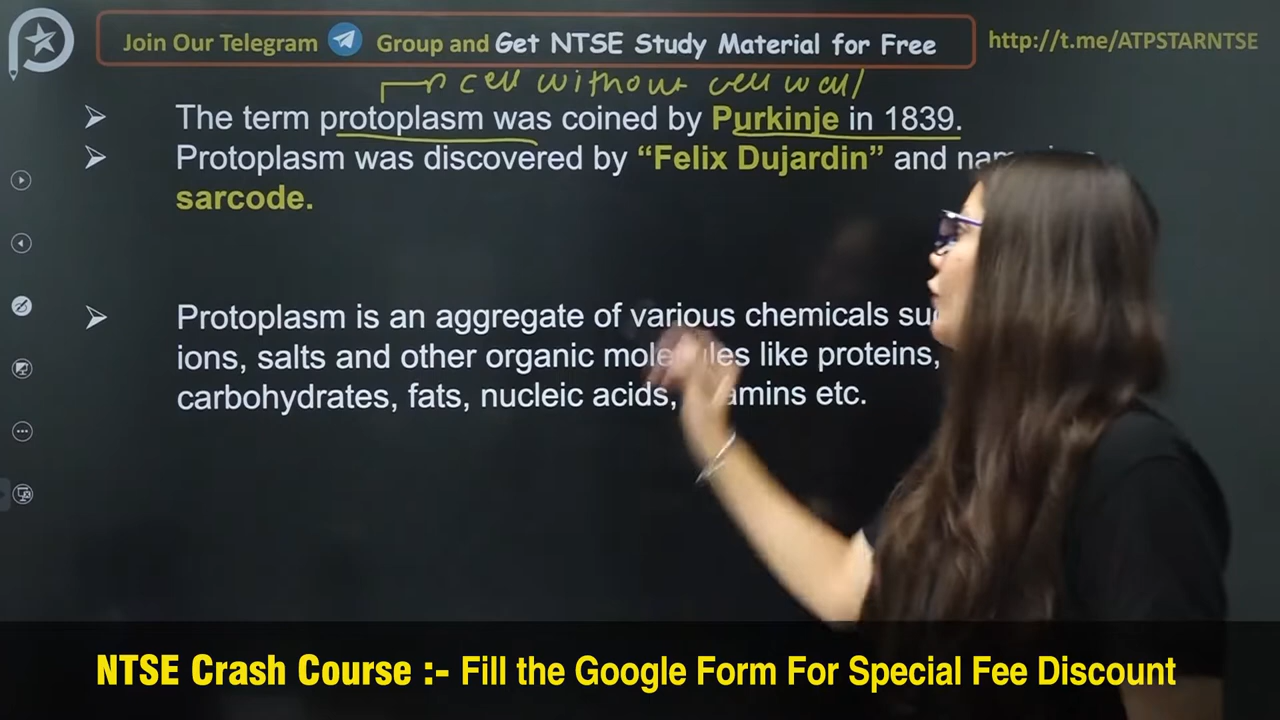 Join Our Telegram Group and Get NTSE Study Material for Free
http://t.me/ATPSTARNTSE
cell without cell wall
➢ The term protoplasm was coined by Purkinje in 1839.
➢ Protoplasm was discovered by “Felix Dujardin” and
sarcode.
➢ Protoplasm is an aggregate of various chemicals
ions, salts and other organic molecules like proteins,
carbohydrates, fats, nucleic acids, vitamins etc.
NTSE Crash Course :- Fill the Google Form For Special Fee Discount